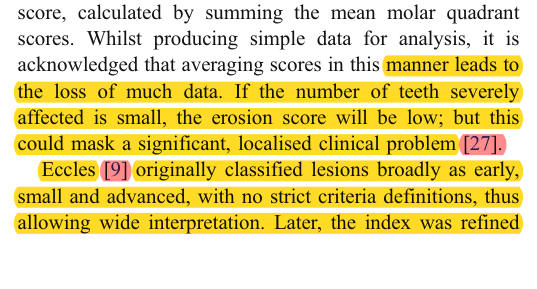 score, calculated by summing the mean molar quadrant
scores. Whilst producing simple data for analysis, it is
acknowledged that averaging scores in this manner leads to
the loss of much data. If the number of teeth severely
affected is small, the erosion score will be low; but this
could mask a significant, localised clinical problem [27].
Eccles [9] originally classified lesions broadly as early,
small and advanced, with no strict criteria definitions, thus
allowing wide interpretation. Later, the index was refined